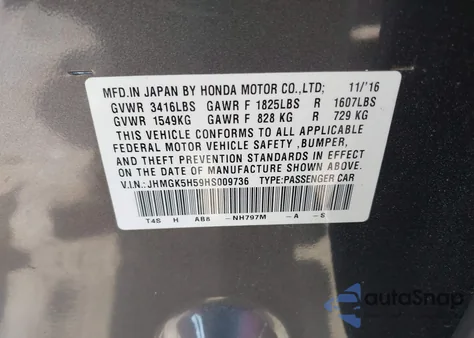 MFD.IN JAPAN BY HONDA MOTOR CO.,LTD; 11/'16
GVWR 3416LBS GAWR F 1825LBS R 1607LBS
GVWR 1549KG GAWR F 828 KG R 729 KG
THIS VEHICLE CONFORMS TO ALL APPLICABLE
FEDERAL MOTOR VEHICLE SAFETY ,BUMPER,
AND THEFT PREVENTION STANDARDS IN EFFECT
ON THE DATE OF MANUFACTURE SHOWN ABOVE.
V.I.N.:JHMGK5H59HS009736 TYPE:PASSENGER CAR
T4S H AB8 -NH797M -A -S
autoSnap